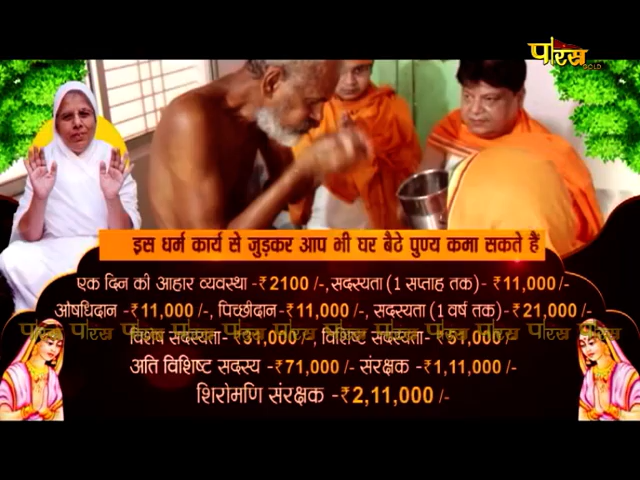 पारस
GOLD
इस धर्म कार्य से जुड़कर आप भी घर बैठे पुण्य कमा सकते हैं
एक दिन की आहार व्यवस्था -₹2100 /-, सदस्यता (1 सप्ताह तक)- ₹11,000/-
ओषधिदान -₹11,000/-, पिच्छीदान-₹11,000/-, सदस्यता (1 वर्ष तक)-₹21,000/-
विशेष सदस्यता-₹31,000/-, विशिष्ट सदस्यता-₹51,000/-
अति विशिष्ट सदस्य -₹71,000/- संरक्षक -₹1,11,000 /-
शिरोमणि संरक्षक -₹2,11,000 /-